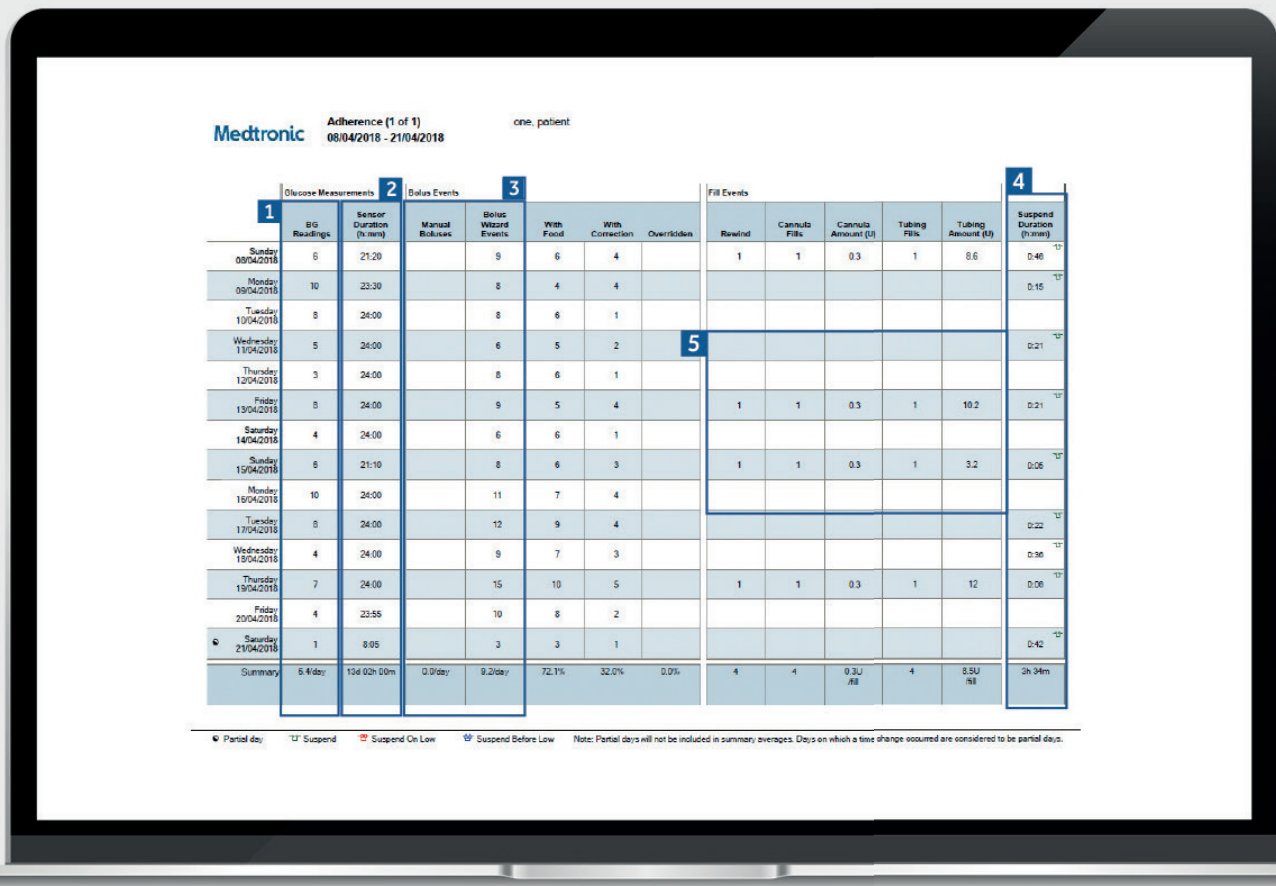 Medtronic
Adherence (1 of 1) one, patient
08/04/2018 - 21/04/2018
Glucose Measurements 2 Bolus Events 3 Fill Events 4
1 BG Readings Sensor Duration (h:mm) Manual Boluses Bolus Wizard Events With Food With Correction Overridden Rewind Cannula Fills Cannula Amount (U) Tubing Fills Tubing Amount (U) Suspend Duration (h:mm)
Sunday 08/04/2018 6 21:20 9 6 4 1 1 0.3 1 8.6 0:46
Monday 09/04/2018 10 23:30 8 4 4 0:15
Tuesday 10/04/2018 8 24:00 8 6 1
Wednesday 11/04/2018 5 24:00 6 5 2 5 0:21
Thursday 12/04/2018 3 24:00 8 6 1
Friday 13/04/2018 8 24:00 9 5 4 1 1 0.3 1 10.2 0:21
Saturday 14/04/2018 4 24:00 6 6 1
Sunday 15/04/2018 6 21:10 8 6 3 1 1 0.3 1 3.2 0:05
Monday 16/04/2018 10 24:00 11 7 4
Tuesday 17/04/2018 8 24:00 12 9 4 0:22
Wednesday 18/04/2018 4 24:00 9 7 3 0:36
Thursday 19/04/2018 7 24:00 15 10 5 1 1 0.3 1 12 0:06
Friday 20/04/2018 4 23:55 10 8 2
Saturday 21/04/2018 1 8:05 3 3 1 0:42
Summary 6.4/day 13d 02h 00m 0.0/day 9.2/day 72.1% 32.0% 0.0% 4 4 0.3U /fill 4 8.5U /fill 3h 34m
Partial day Suspend Suspend On Low Suspend Before Low Note: Partial days will not be included in summary averages. Days on which a time change occurred are considered to be partial days.